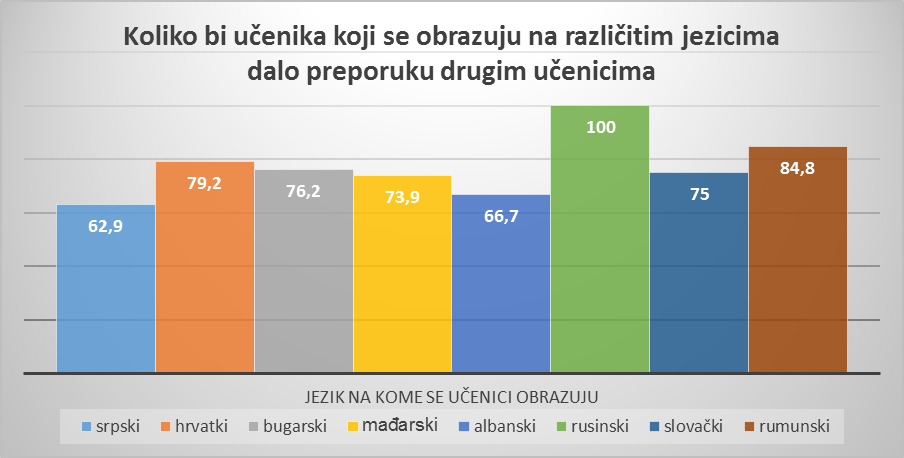 Koliko bi učenika koji se obrazuju na različitim jezicima
dalo preporuku drugim učenicima
62,9
79,2
76,2
73,9
66,7
100
75
84,8
JEZIK NA KOME SE UČENICI OBRAZUJU
srpski hrvatki bugarski mađarski albanski rusinski slovački rumunski